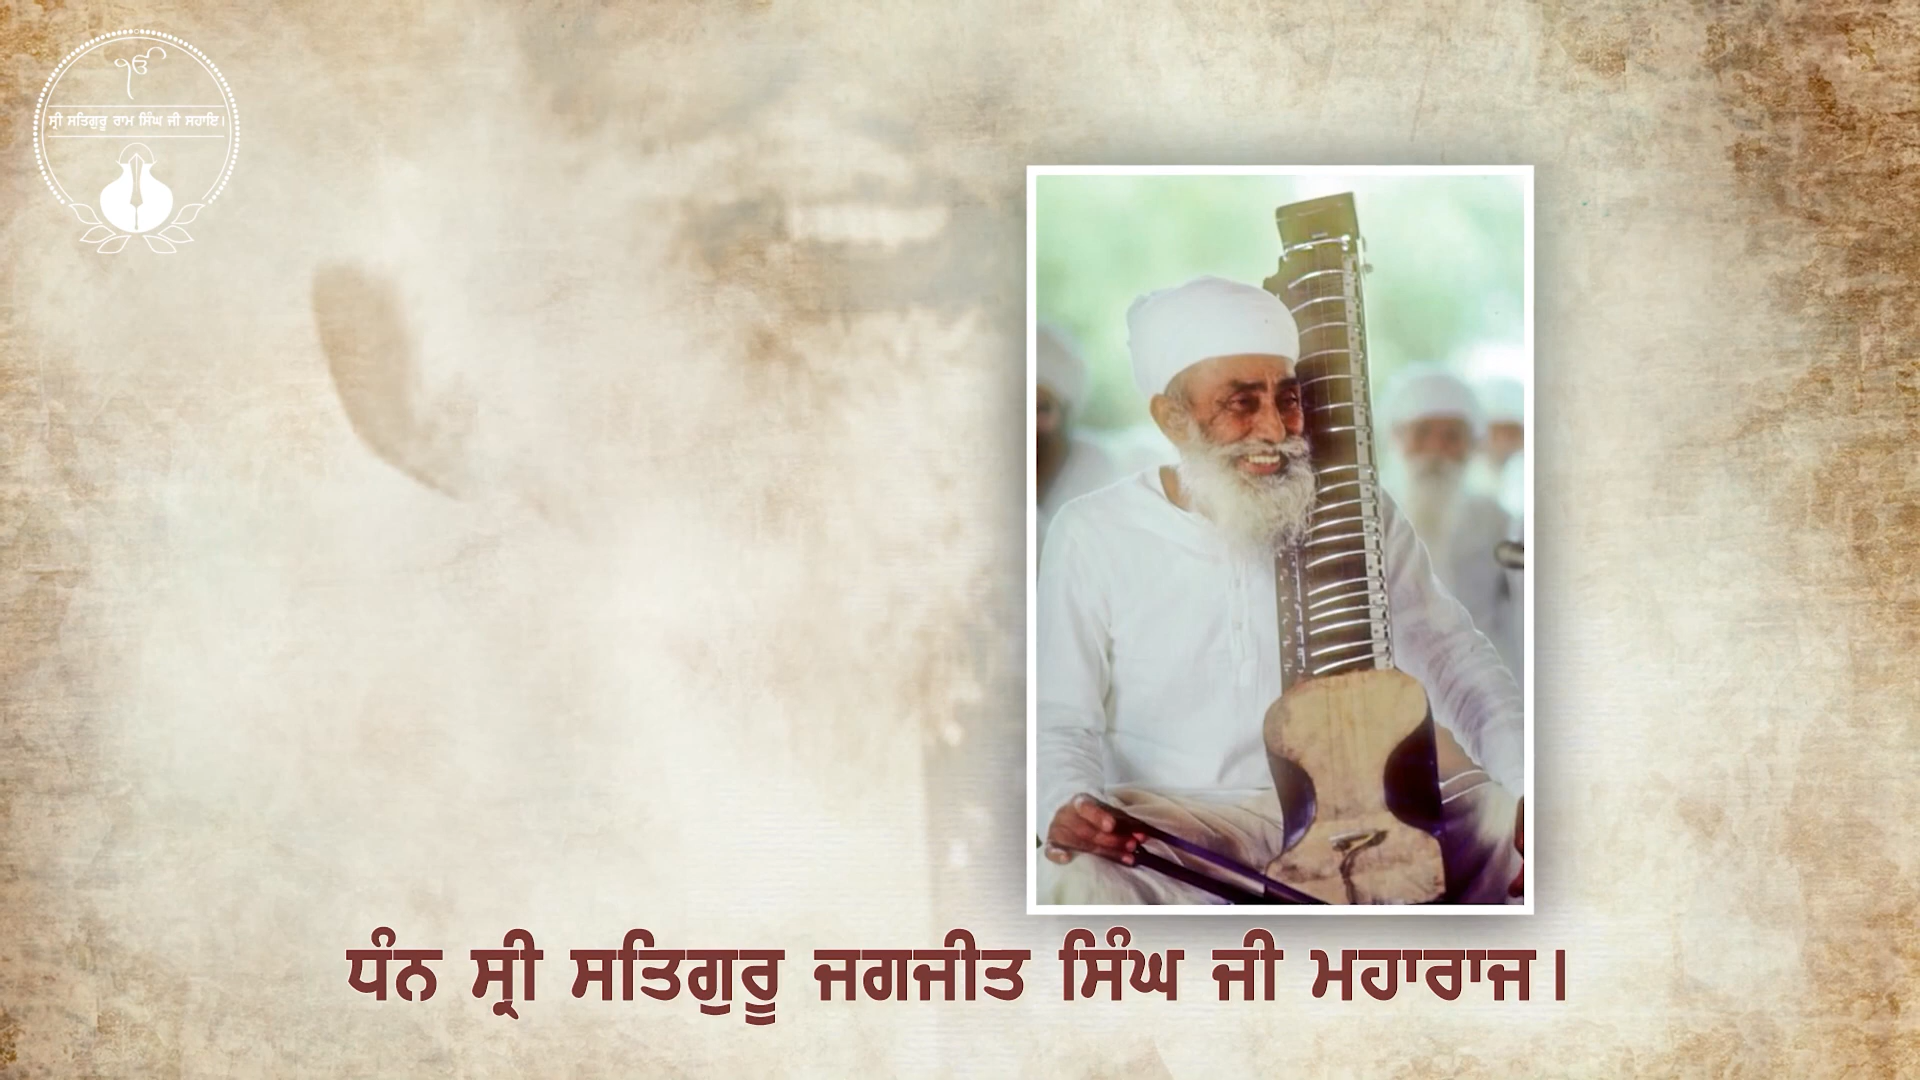 ੴ
ਸ੍ਰੀ ਸਤਿਗੁਰੂ ਰਾਮ ਸਿੰਘ ਜੀ ਸਹਾਇ।
ਧੰਨ ਸ੍ਰੀ ਸਤਿਗੁਰੂ ਜਗਜੀਤ ਸਿੰਘ ਜੀ ਮਹਾਰਾਜ।